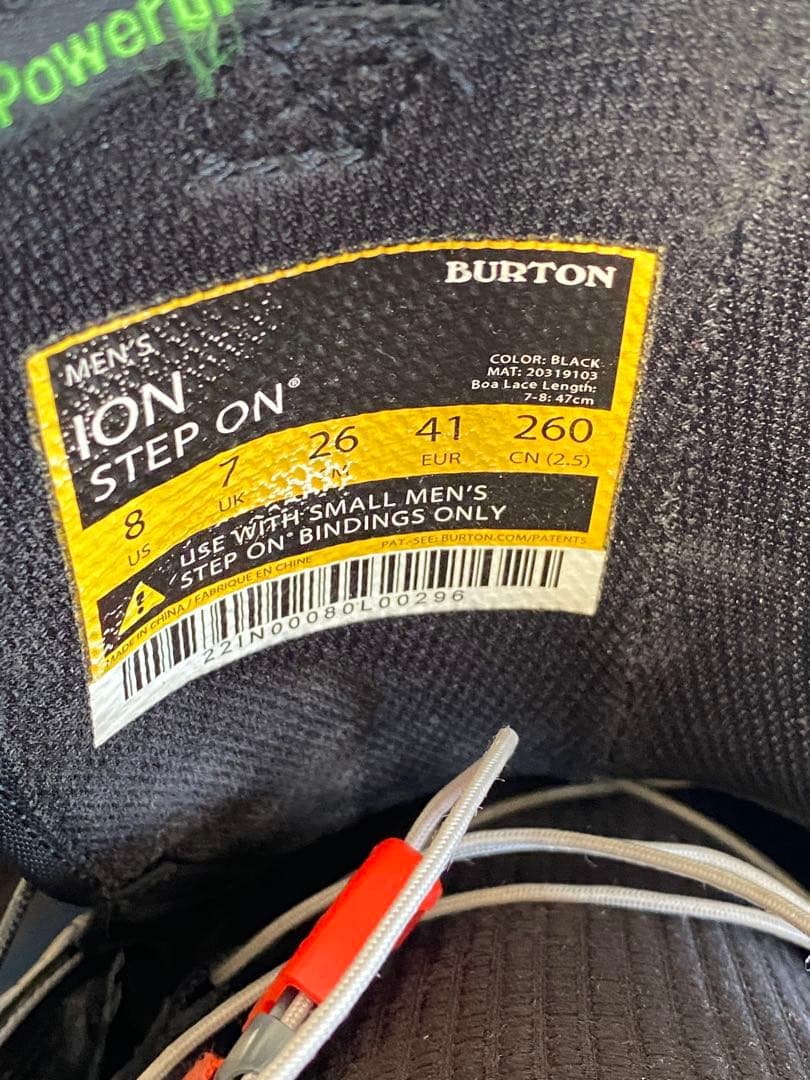 BURTON
MEN'S
ION
STEP ON®
COLOR: BLACK
MAT: 20319103
Boa Lace Length:
7-8: 47cm
8 7 26 41 260
US UK EUR CN (2.5)
USE WITH SMALL MEN'S
STEP ON® BINDINGS ONLY
PAT.-SEE: BURTON.COM/PATENTS
MADE IN CHINA / FABRIQUE EN CHINE
22IN00080L00296